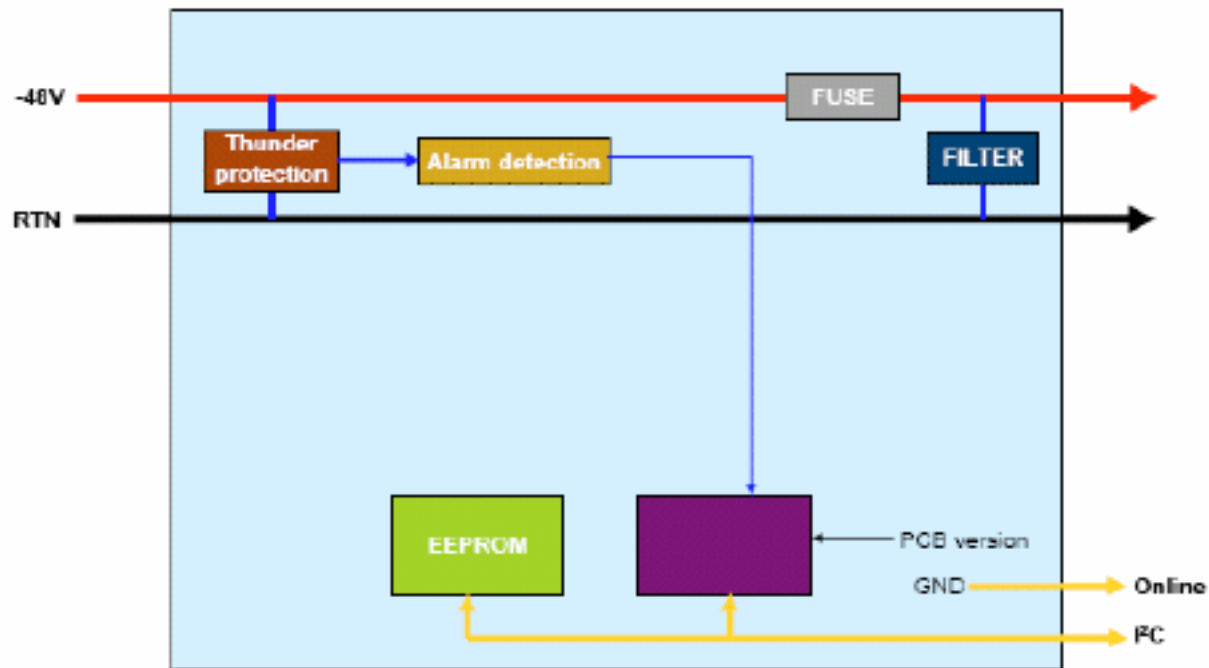 -48V
FUSE
Thunder
protection
Alarm detection
FILTER
RTN
EEPROM
PCB version
GND
Online
I²C